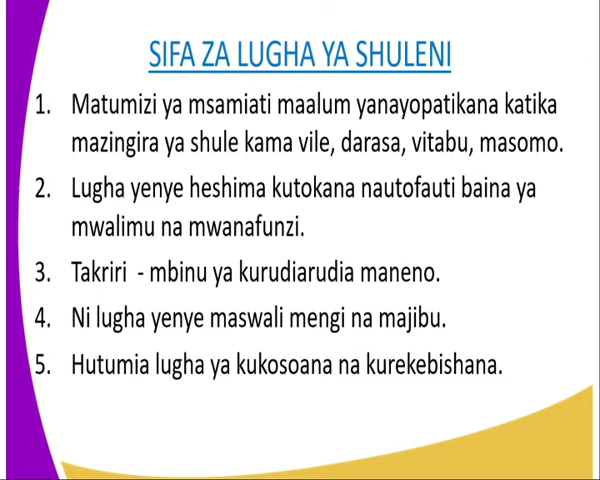 SIFA ZA LUGHA YA SHULENI
1. Matumizi ya msamiati maalum yanayopatikana katika
mazingira ya shule kama vile, darasa, vitabu, masomo.
2. Lugha yenye heshima kutokana nautofauti baina ya
mwalimu na mwanafunzi.
3. Takriri - mbinu ya kurudiarudia maneno.
4. Ni lugha yenye maswali mengi na majibu.
5. Hutumia lugha ya kukosoana na kurekebishana.